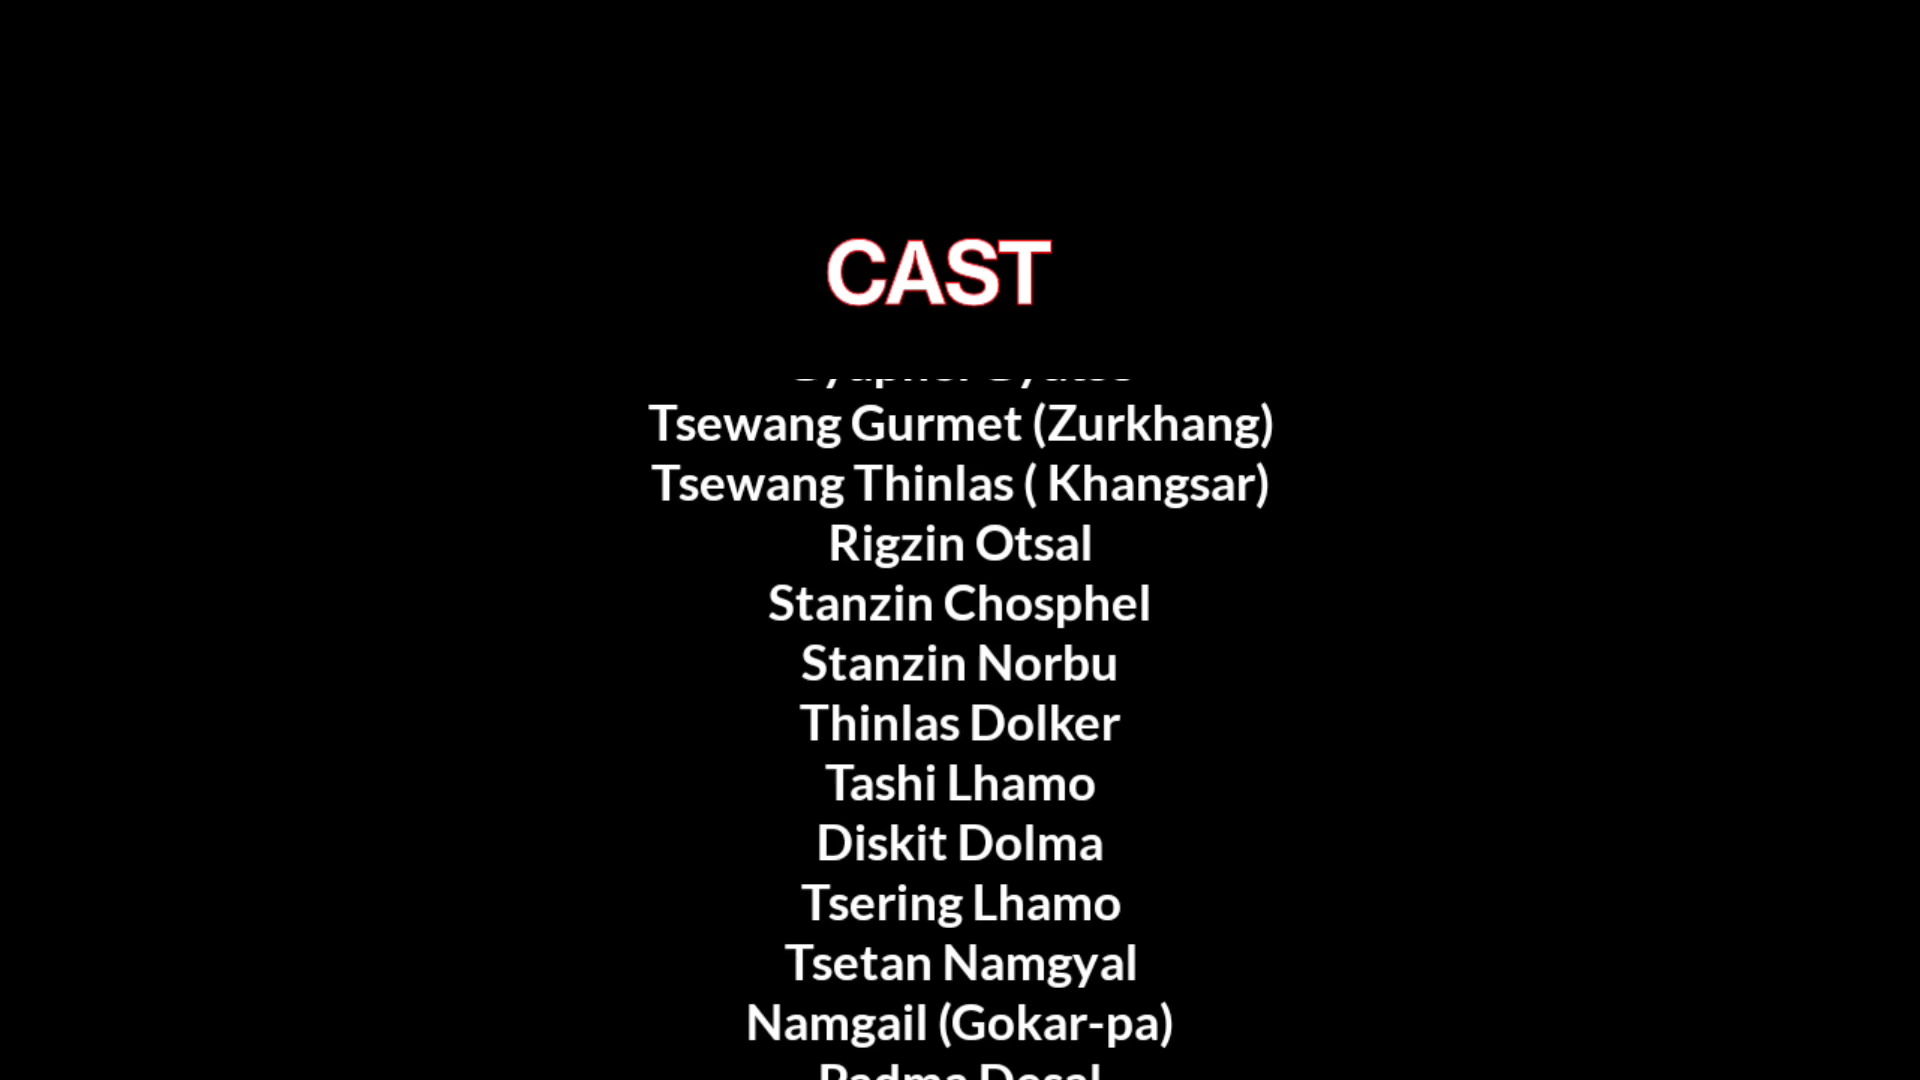 CAST
Tsewang Gurmet (Zurkhang)
Tsewang Thinlas ( Khangsar)
Rigzin Otsal
Stanzin Chosphel
Stanzin Norbu
Thinlas Dolker
Tashi Lhamo
Diskit Dolma
Tsering Lhamo
Tsetan Namgyal
Namgail (Gokar-pa)